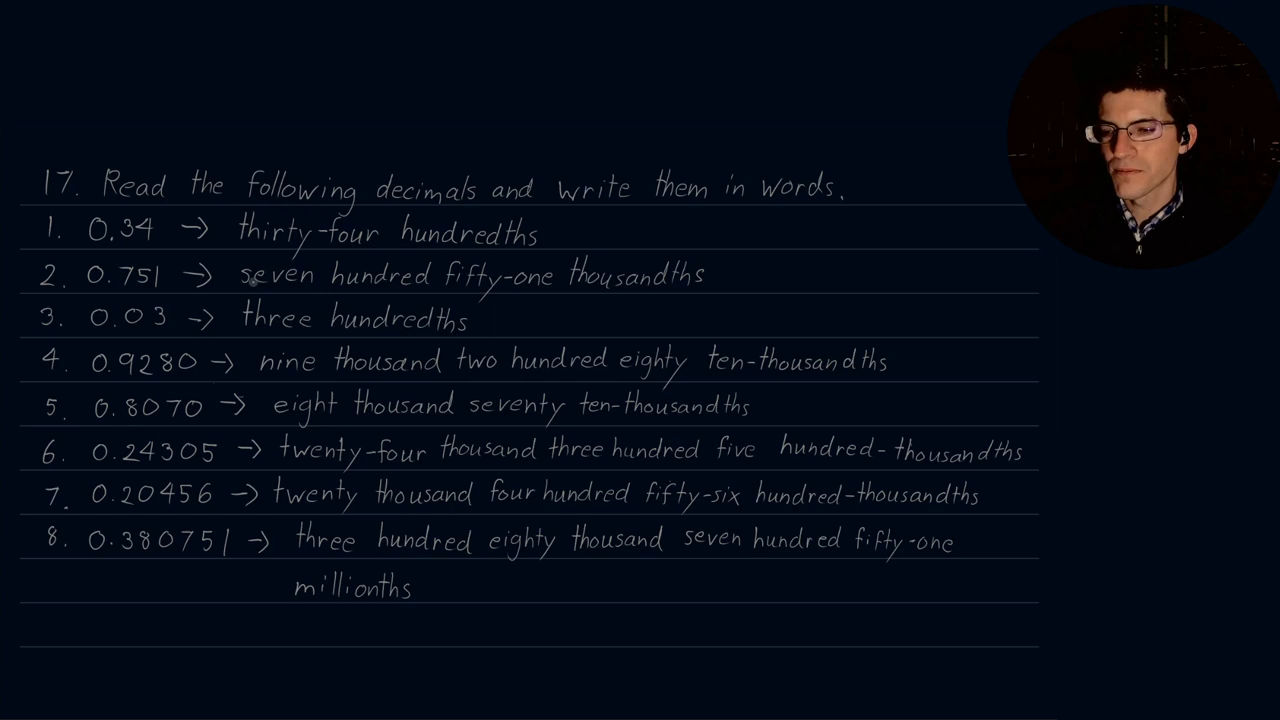 17. Read the following decimals and write them in words.
1. 0.34 → thirty-four hundredths
2. 0.751 → seven hundred fifty-one thousandths
3. 0.03 → three hundredths
4. 0.9280 → nine thousand two hundred eighty ten-thousandths
5. 0.8070 → eight thousand seventy ten-thousandths
6. 0.24305 → twenty-four thousand three hundred five hundred-thousandths
7. 0.20456 → twenty thousand four hundred fifty-six hundred-thousandths
8. 0.380751 → three hundred eighty thousand seven hundred fifty-one
millionths